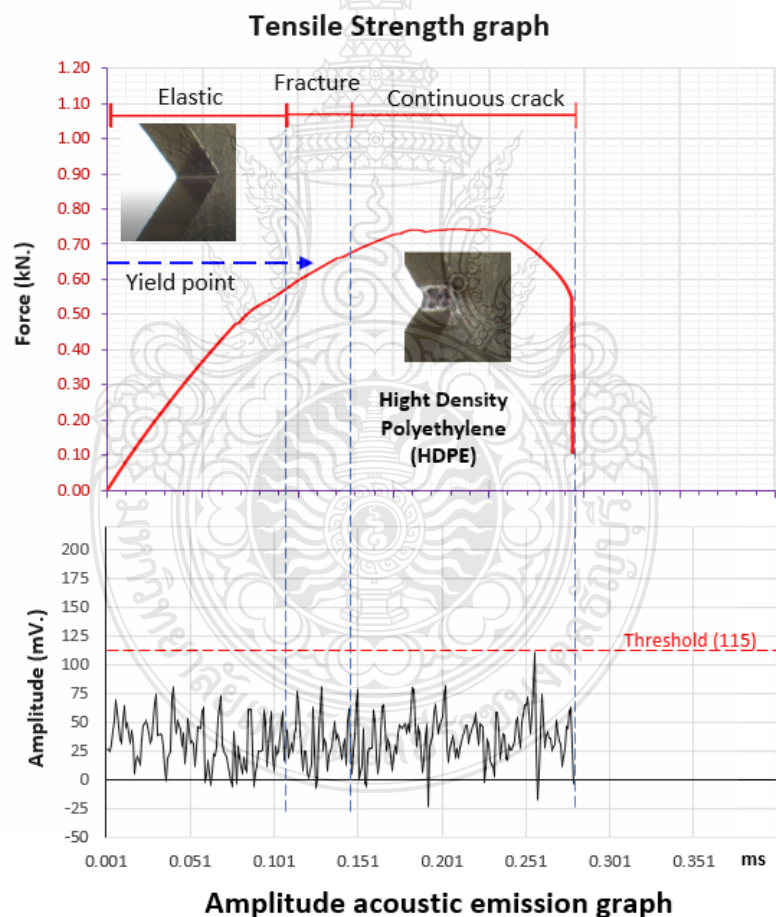 Tensile Strength graph
1.20
1.10
1.00
0.90
0.80
0.70
0.60
0.50
0.40
0.30
0.20
0.10
0.00
Force (kN.)
Elastic
Fracture
Continuous crack
Yield point
Hight Density
Polyethylene
(HDPE)
200
175
150
125
100
75
50
25
0
-25
-50
Amplitude (mV.)
Threshold (115)
0.001 0.051 0.101 0.151 0.201 0.251 0.301 0.351 ms
Amplitude acoustic emission graph